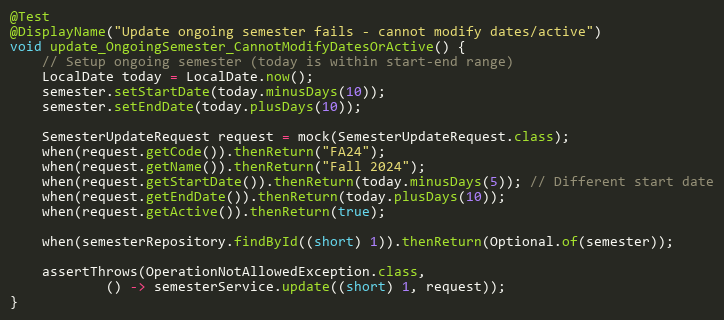 @Test
@DisplayName("Update ongoing semester fails - cannot modify dates/active")
void update_OngoingSemester_CannotModifyDatesOrActive() {
    // Setup ongoing semester (today is within start-end range)
    LocalDate today = LocalDate.now();
    semester.setStartDate(today.minusDays(10));
    semester.setEndDate(today.plusDays(10));

    SemesterUpdateRequest request = mock(SemesterUpdateRequest.class);
    when(request.getCode()).thenReturn("FA24");
    when(request.getName()).thenReturn("Fall 2024");
    when(request.getStartDate()).thenReturn(today.minusDays(5)); // Different start date
    when(request.getEndDate()).thenReturn(today.plusDays(10));
    when(request.getActive()).thenReturn(true);

    when(semesterRepository.findById((short) 1)).thenReturn(Optional.of(semester));

    assertThrows(OperationNotAllowedException.class,
            () -> semesterService.update((short) 1, request));
}